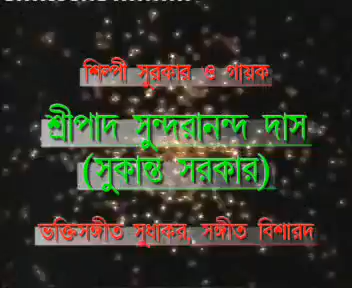 শিল্পী সুরকার ও গায়ক
শ্রীপাদ সুন্দরানন্দ দাস
(সুকান্ত সরকার)
ভক্তিসঙ্গীত সুধাকর, সঙ্গীত বিশারদ